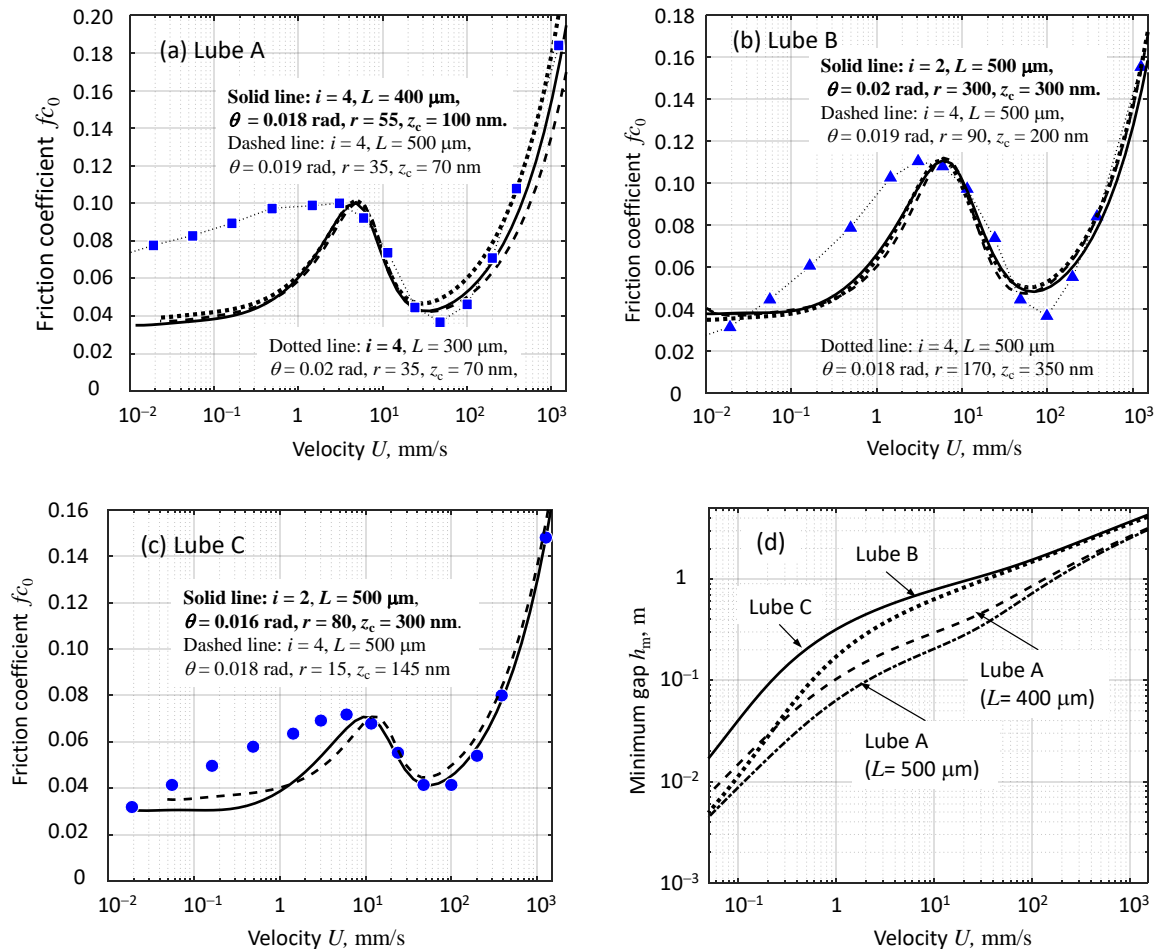 (a) Lube A
Solid line: i = 4, L = 400 μm,
θ = 0.018 rad, r = 55, zc = 100 nm.
Dashed line: i = 4, L = 500 μm,
θ = 0.019 rad, r = 35, zc = 70 nm
Dotted line: i = 4, L = 300 μm,
θ = 0.02 rad, r = 35, zc = 70 nm,
Friction coefficient fc0
0.20
0.18
0.16
0.14
0.12
0.10
0.08
0.06
0.04
0.02
0
10−2
10−1
1
10¹
10²
10³
Velocity U, mm/s
(b) Lube B
Solid line: i = 2, L = 500 μm,
θ = 0.02 rad, r = 300, zc = 300 nm.
Dashed line: i = 4, L = 500 μm,
θ = 0.019 rad, r = 90, zc = 200 nm
Dotted line: i = 4, L = 500 μm
θ = 0.018 rad, r = 170, zc = 350 nm
Friction coefficient fc0
0.18
0.16
0.14
0.12
0.10
0.08
0.06
0.04
0.02
0
10−2
10−1
1
10¹
10²
10³
Velocity U, mm/s
(c) Lube C
Solid line: i = 2, L = 500 μm,
θ = 0.016 rad, r = 80, zc = 300 nm.
Dashed line: i = 4, L = 500 μm
θ = 0.018 rad, r = 15, zc = 145 nm
Friction coefficient fc0
0.16
0.14
0.12
0.10
0.08
0.06
0.04
0.02
0
10−2
10−1
1
10¹
10²
10³
Velocity U, mm/s
(d)
Lube B
Lube C
Lube A
(L= 400 μm)
Lube A
(L= 500 μm)
Minimum gap hm, m
1
10−1
10−2
10−3
10−1
1
10¹
10²
10³
Velocity U, mm/s